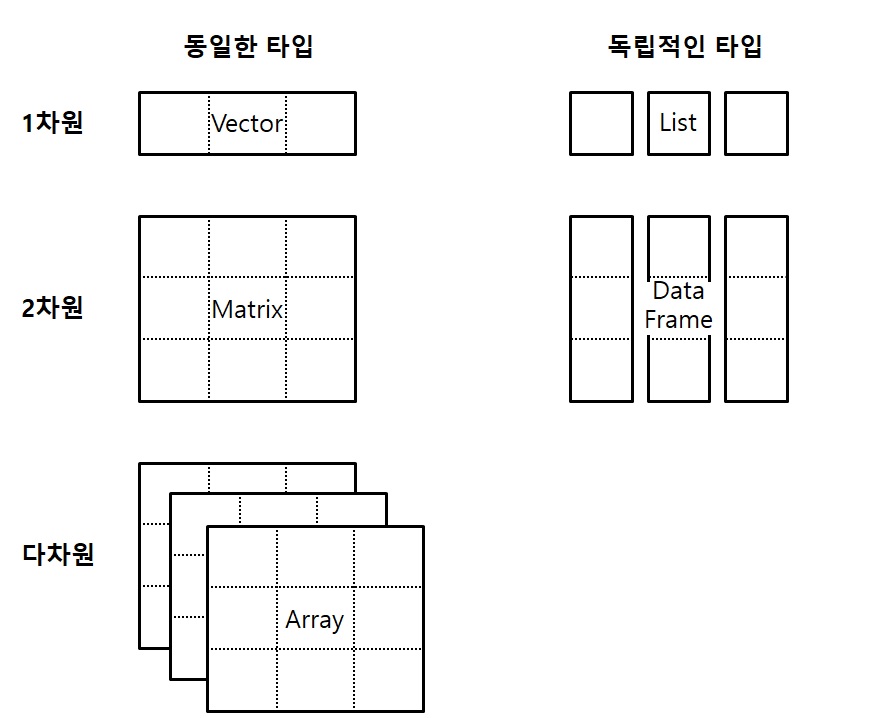 동일한 타입
독립적인 타입
1차원
Vector
List
2차원
Matrix
Data
Frame
다차원
Array